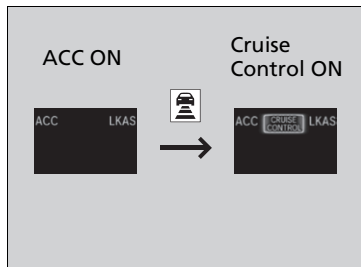 ACC ON
Cruise
Control ON
ACC LKAS
ACC CRUISE CONTROL LKAS